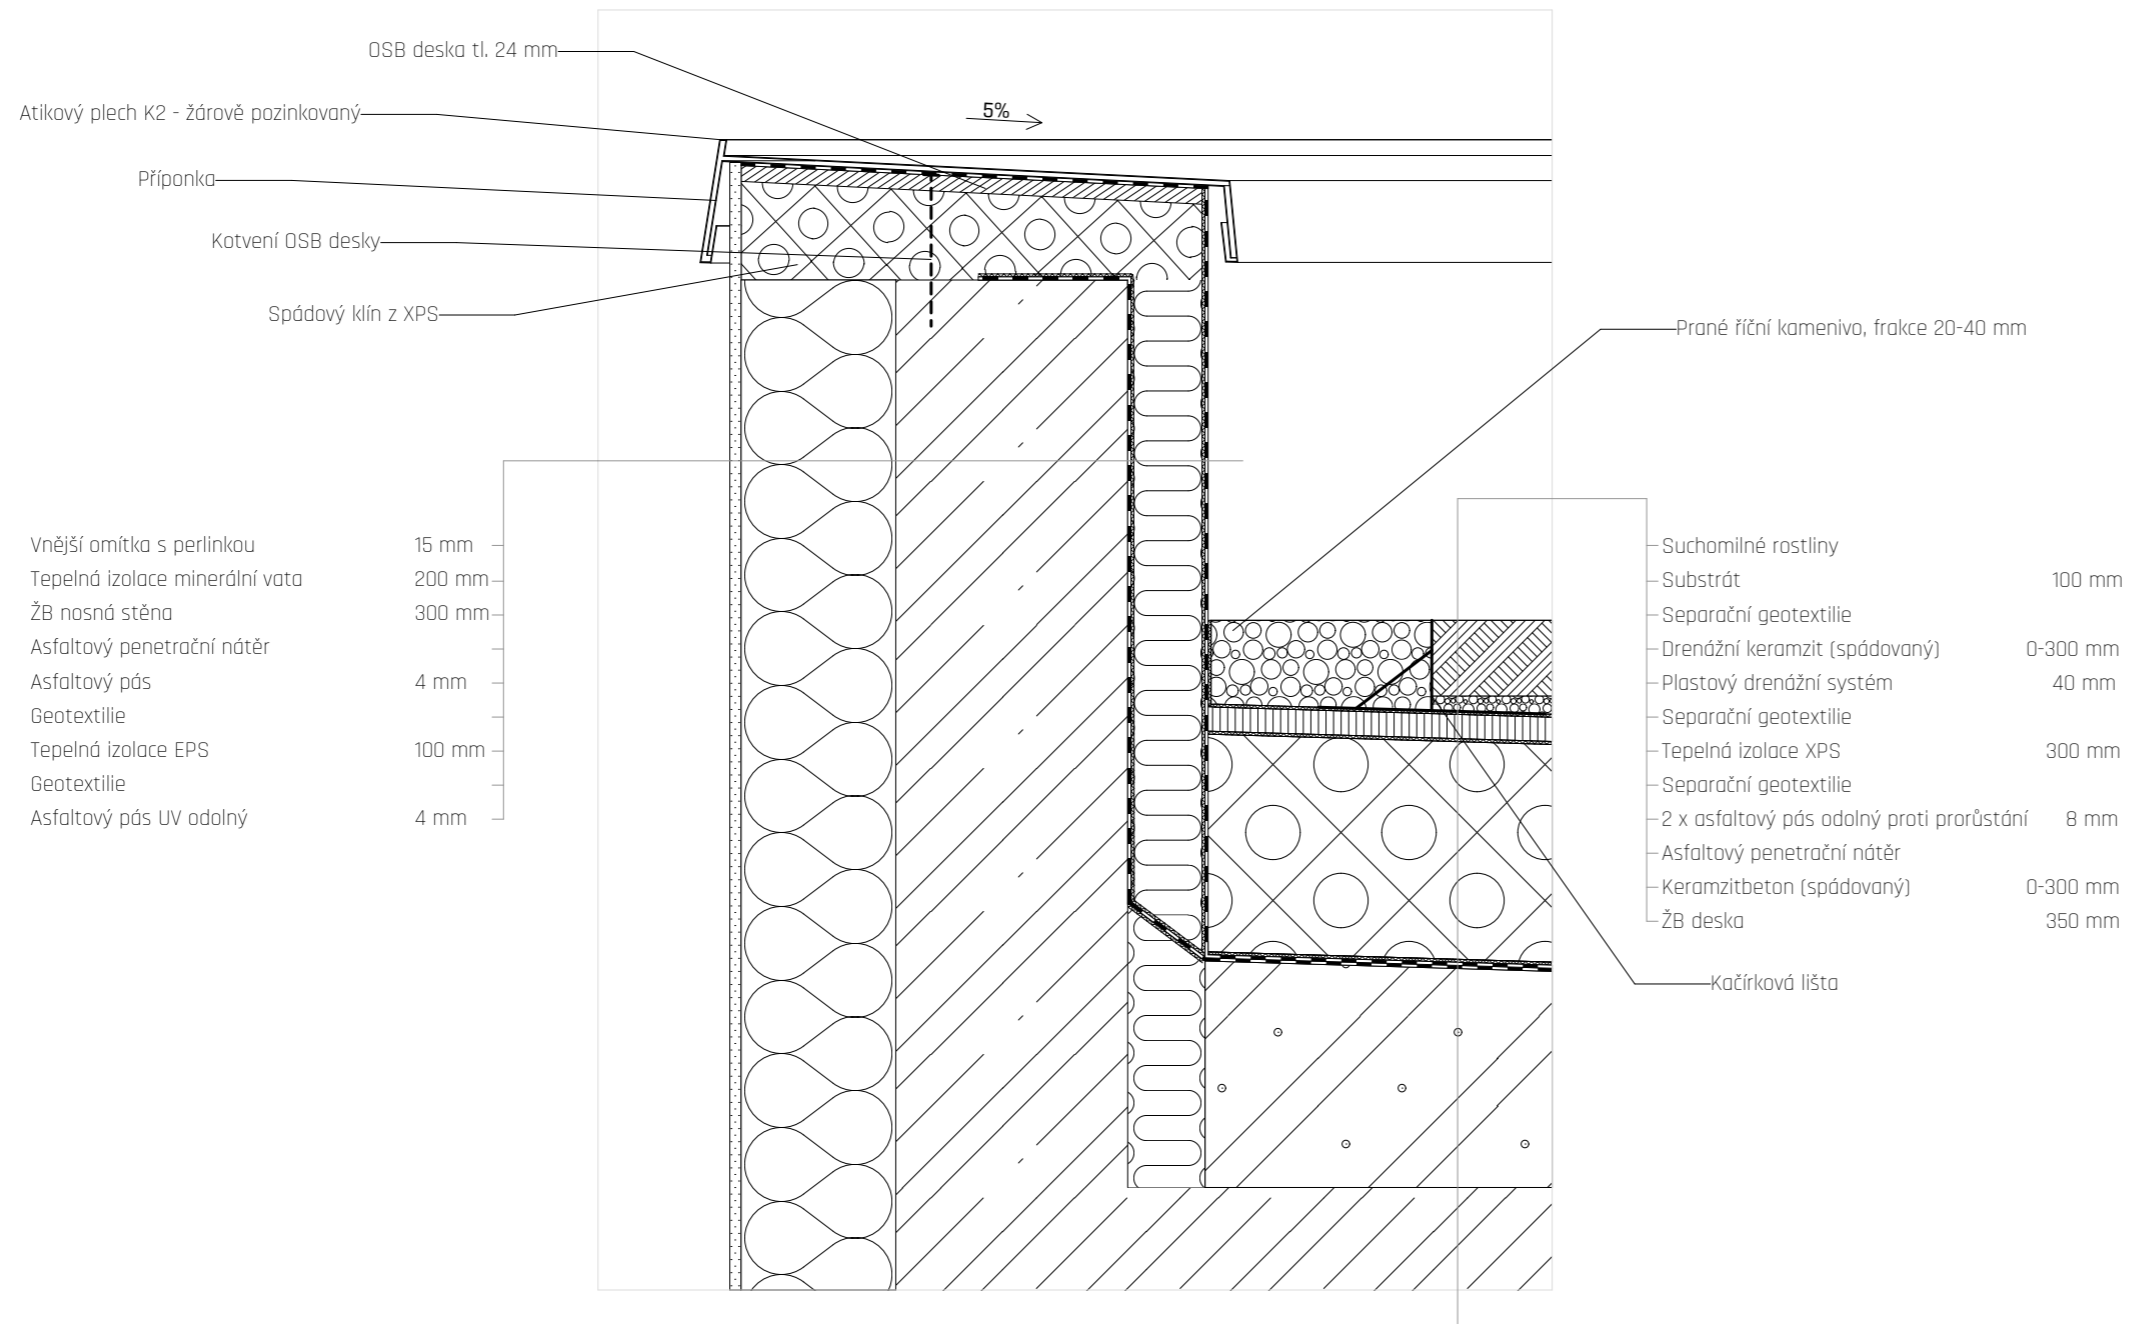 OSB deska tl. 24 mm
5%
Atikový plech K2 - žárově pozinkovaný
Příponka
Kotvení OSB desky
Spádový klín z XPS
Prané říční kamenivo, frakce 20-40 mm
Vnější omítka s perlinkou 15 mm
Tepelná izolace minerální vata 200 mm
ŽB nosná stěna 300 mm
Asfaltový penetrační nátěr
Asfaltový pás 4 mm
Geotextilie
Tepelná izolace EPS 100 mm
Geotextilie
Asfaltový pás UV odolný 4 mm
Suchomilné rostliny
Substrát 100 mm
Separační geotextilie
Drenážní keramzit (spádovaný) 0-300 mm
Plastový drenážní systém 40 mm
Separační geotextilie
Tepelná izolace XPS 300 mm
Separační geotextilie
2 x asfaltový pás odolný proti prorůstání 8 mm
Asfaltový penetrační nátěr
Keramzitbeton (spádovaný) 0-300 mm
ŽB deska 350 mm
Kačírková lišta